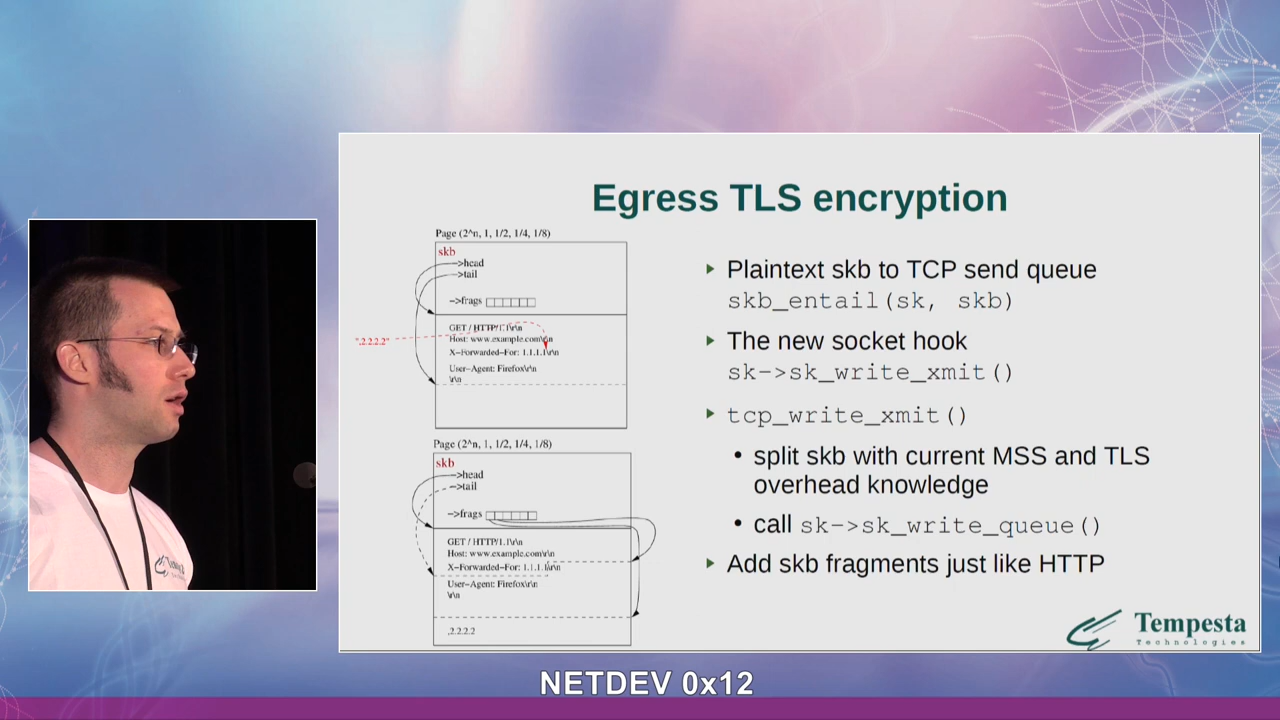 Egress TLS encryption
Page (2^n, 1, 1/2, 1/4, 1/8)
skb
->head
->tail
->frags
GET / HTTP/1.1\r\n
",2.2.2.2"
Host: www.example.com\r\n
X-Forwarded-For: 1.1.1.1\r\n
User-Agent: Firefox\r\n
\r\n
Page (2^n, 1, 1/2, 1/4, 1/8)
skb
->head
->tail
->frags
GET / HTTP/1.1\r\n
Host: www.example.com\r\n
X-Forwarded-For: 1.1.1.1\r\n
User-Agent: Firefox\r\n
\r\n
,2.2.2.2
Plaintext skb to TCP send queue
skb_entail(sk, skb)
The new socket hook
sk->sk_write_xmit()
tcp_write_xmit()
split skb with current MSS and TLS
overhead knowledge
call sk->sk_write_queue()
Add skb fragments just like HTTP
Tempesta
Technologies
NETDEV 0x12